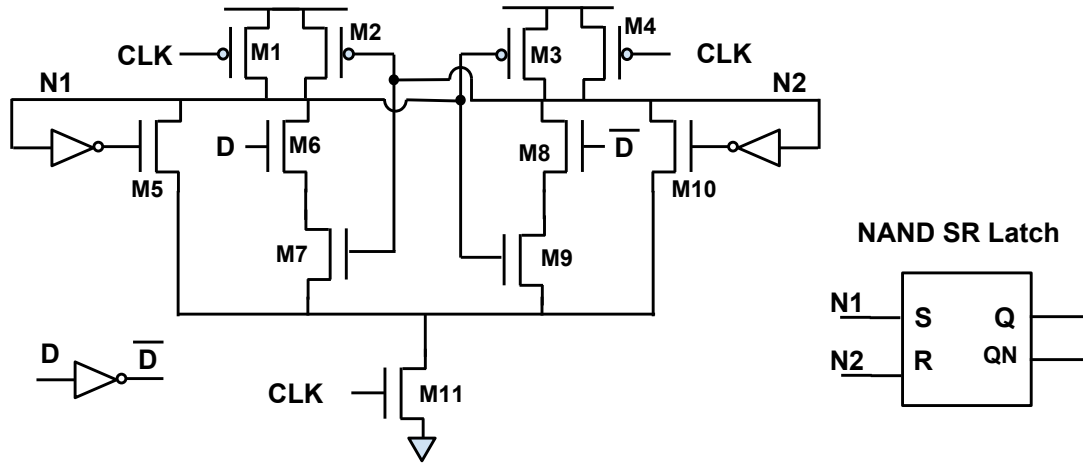 M2
M4
CLK
M1
M3
CLK
N1
N2
D
M6
M8
D̅
M5
M10
M7
M9
NAND SR Latch
N1
S
Q
D
D̅
N2
R
QN
CLK
M11